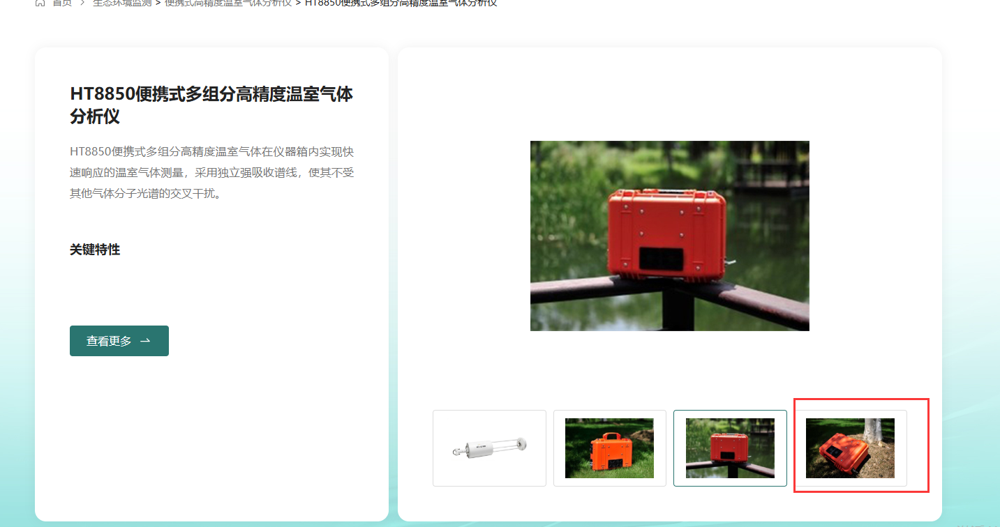 首页 > 生态环境监测 > 便携式高精度温室气体分析仪 > HT8850便携式多组分高精度温室气体分析仪
HT8850便携式多组分高精度温室气体
分析仪
HT8850便携式多组分高精度温室气体在仪器箱内实现快
速响应的温室气体测量，采用独立强吸收谱线，使其不受
其他气体分子光谱的交叉干扰。
关键特性
查看更多 →